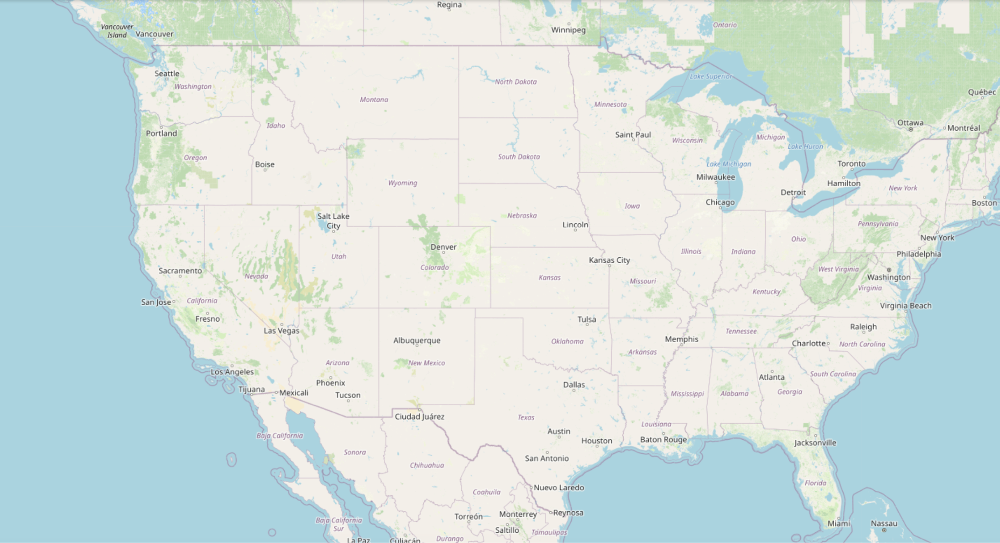 Regina
Vancouver
Island
Vancouver
Winnipeg
Ontario
Seattle
Washington
North Dakota
Lake Superior
Montana
Minnesota
Québec
Portland
Idaho
Saint Paul
Wisconsin
Michigan
Lake Huron
Ottawa
Montréal
Oregon
Boise
South Dakota
Lake Michigan
Toronto
Wyoming
Milwaukee
Hamilton
New York
Detroit
Chicago
Boston
Salt Lake
City
Nebraska
Iowa
Lincoln
Pennsylvania
Ohio
New York
Denver
Utah
Illinois
Indiana
Philadelphia
Sacramento
Nevada
Colorado
Kansas City
Kansas
Missouri
West Virginia
Washington
Virginia
San Jose
California
Kentucky
Virginia Beach
Fresno
Las Vegas
Tulsa
Albuquerque
Oklahoma
Memphis
Tennessee
Raleigh
Charlotte
North Carolina
Los Angeles
Arizona
New Mexico
Arkansas
Phoenix
Dallas
Atlanta
South Carolina
Tijuana
Mexicali
Tucson
Mississippi
Alabama
Georgia
Ciudad Juárez
Texas
Louisiana
Baja California
Austin
Houston
Baton Rouge
Jacksonville
Sonora
Chihuahua
San Antonio
Florida
Coahuila
Nuevo Laredo
Torreón
Monterrey
Reynosa
Baja California
Sur
Saltillo
Tamaulipas
Miami
Nassau
La Paz
Culiacán
Durango